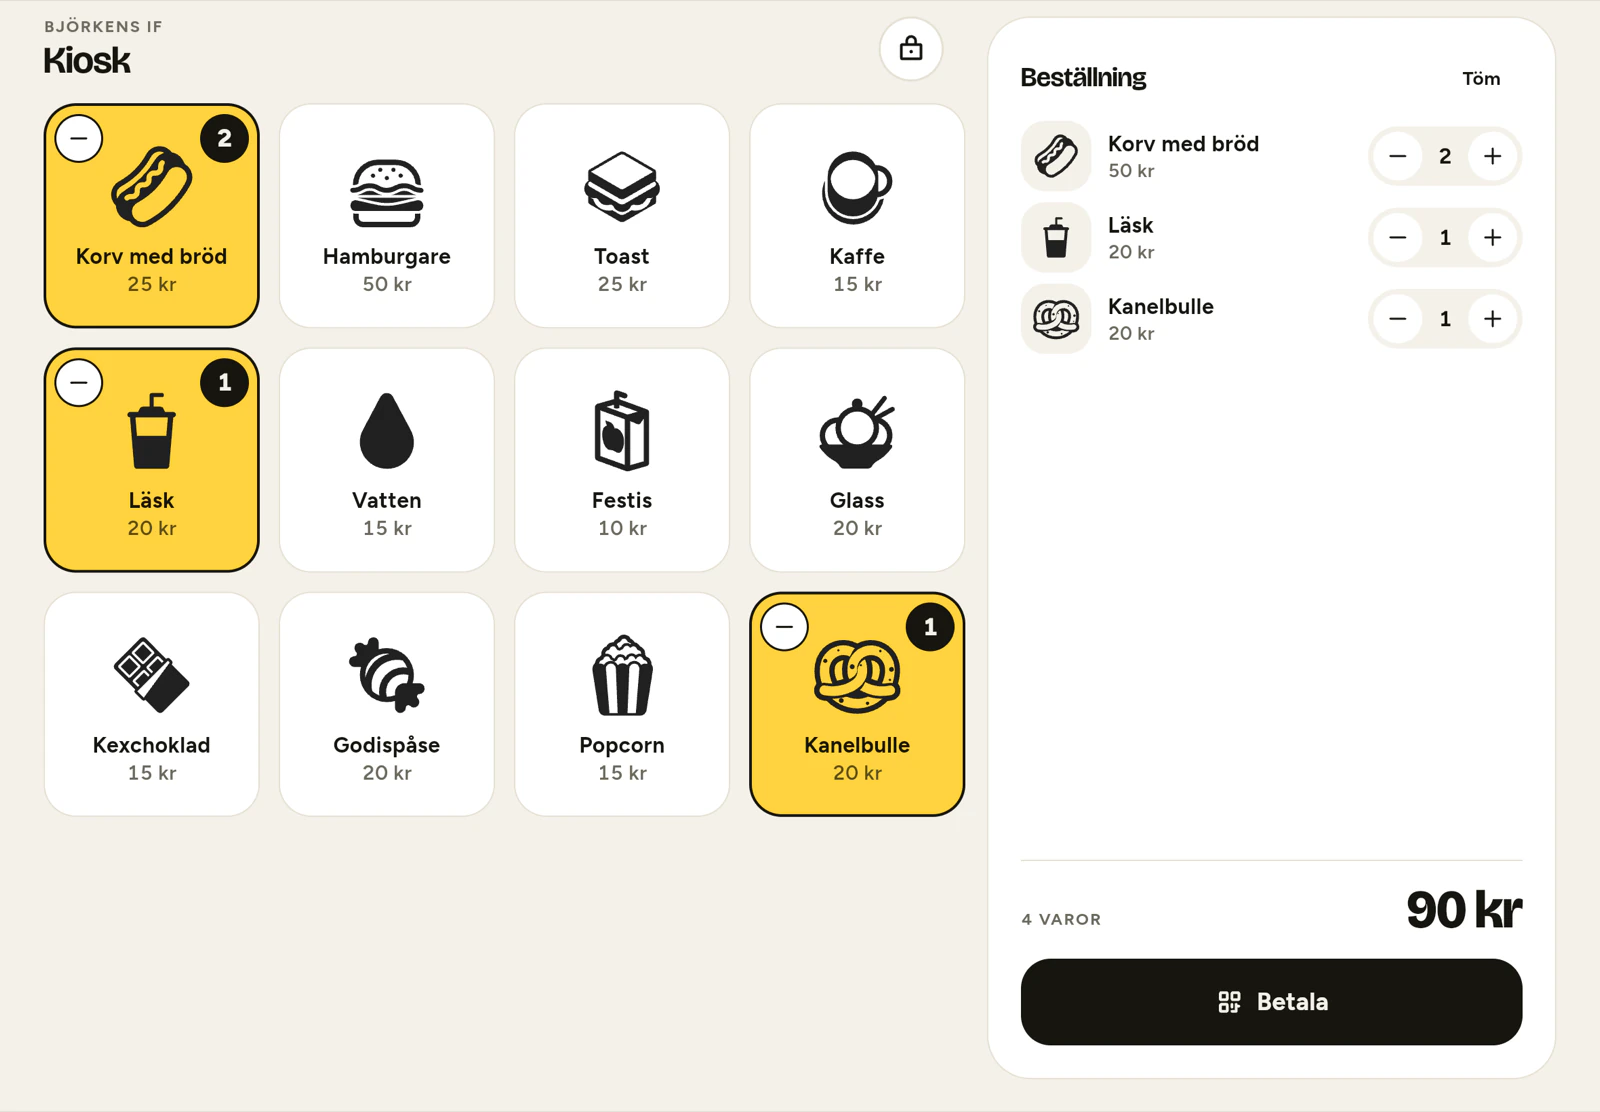 BJÖRKENS IF
Kiosk
2
Korv med bröd
25 kr
Hamburgare
50 kr
Toast
25 kr
Kaffe
15 kr
1
Läsk
20 kr
Vatten
15 kr
Festis
10 kr
Glass
20 kr
Kexchoklad
15 kr
Godispåse
20 kr
Popcorn
15 kr
1
Kanelbulle
20 kr
Beställning
Töm
Korv med bröd
50 kr
− 2 +
Läsk
20 kr
− 1 +
Kanelbulle
20 kr
− 1 +
4 VAROR
90 kr
Betala